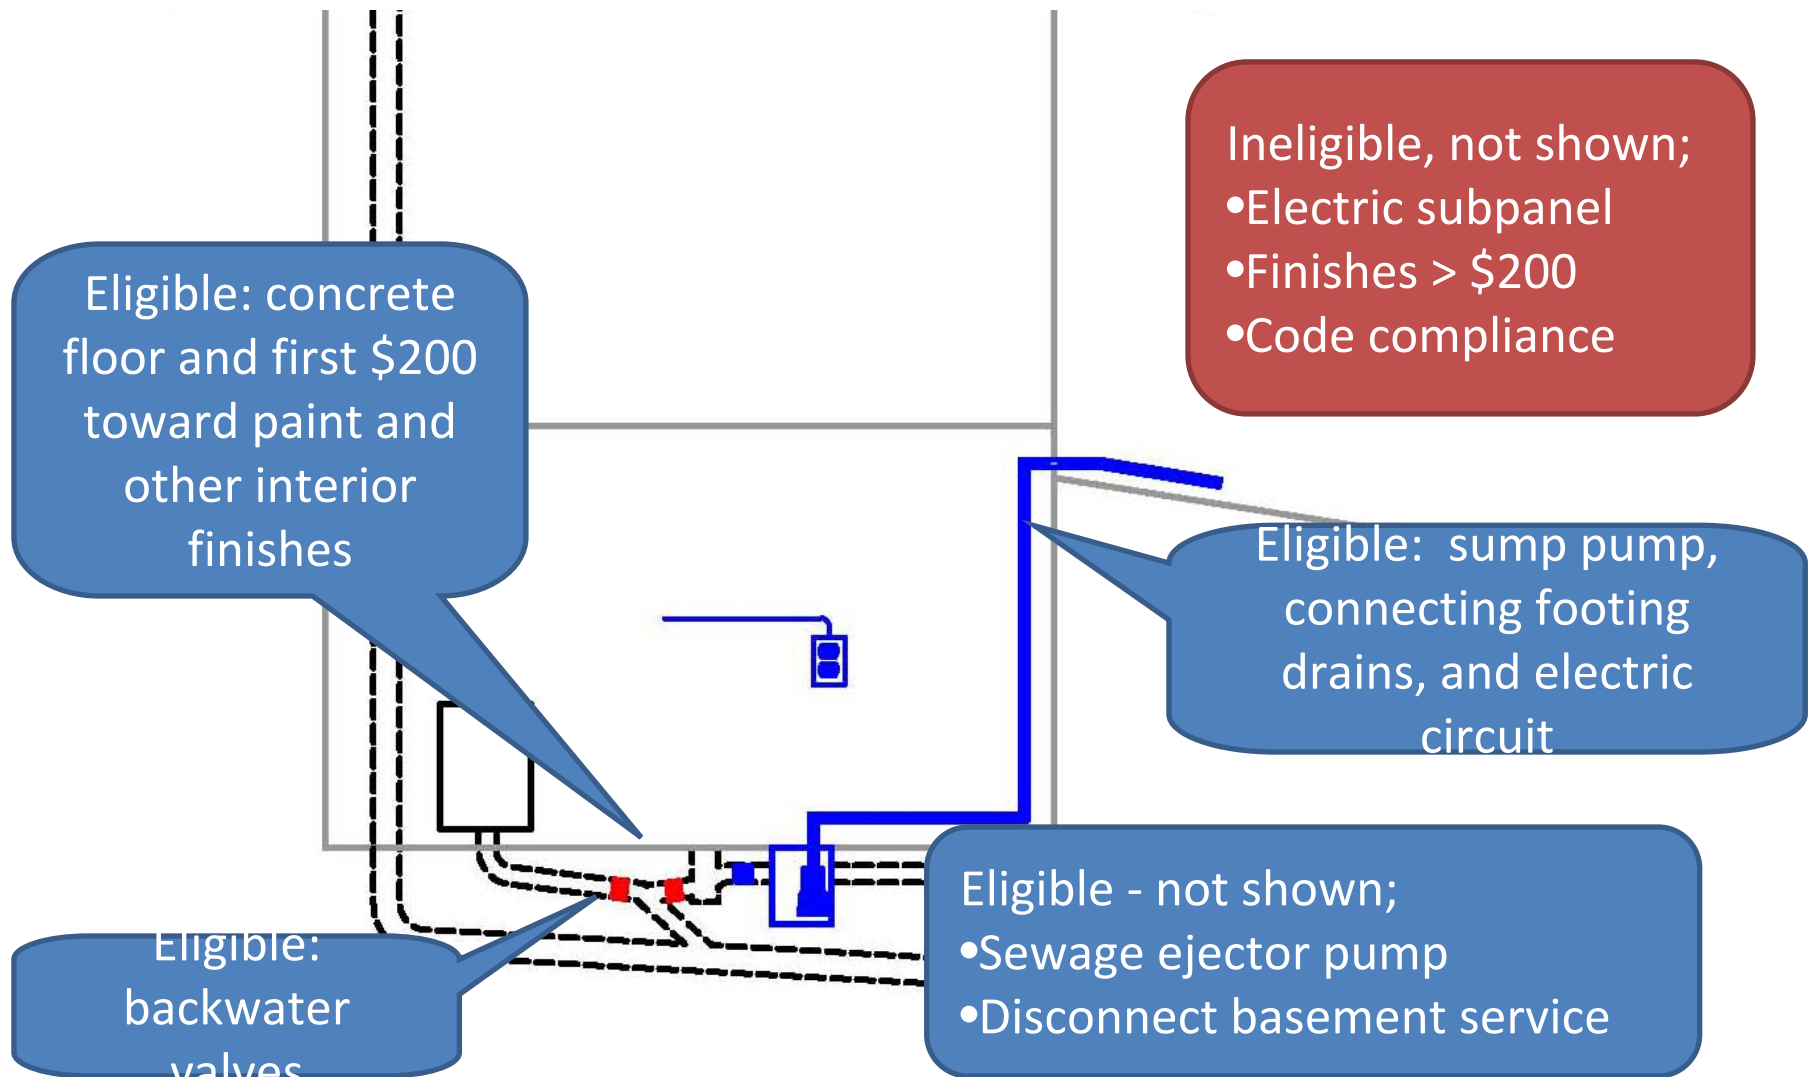 Ineligible, not shown;
•Electric subpanel
•Finishes > $200
•Code compliance
Eligible: concrete
floor and first $200
toward paint and
other interior
finishes
Eligible:  sump pump,
connecting footing
drains, and electric
circuit
Eligible - not shown;
•Sewage ejector pump
•Disconnect basement service
Eligible:
backwater
valves